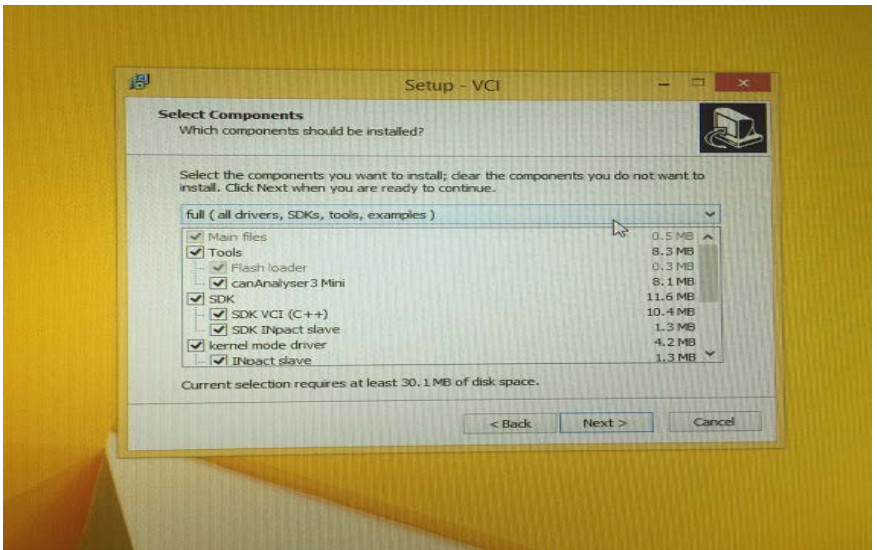 Setup - VCI
Select Components
Which components should be installed?
Select the components you want to install; clear the components you do not want to
install. Click Next when you are ready to continue.
full ( all drivers, SDKs, tools, examples )
Main files 0.5 MB
Tools 8.3 MB
Flash loader 0.3 MB
canAnalyser3 Mini 8.1 MB
SDK 11.6 MB
SDK VCI (C++) 10.4 MB
SDK INpact slave 1.3 MB
kernel mode driver 4.2 MB
INpact slave 1.3 MB
Current selection requires at least 30.1 MB of disk space.
< Back Next > Cancel